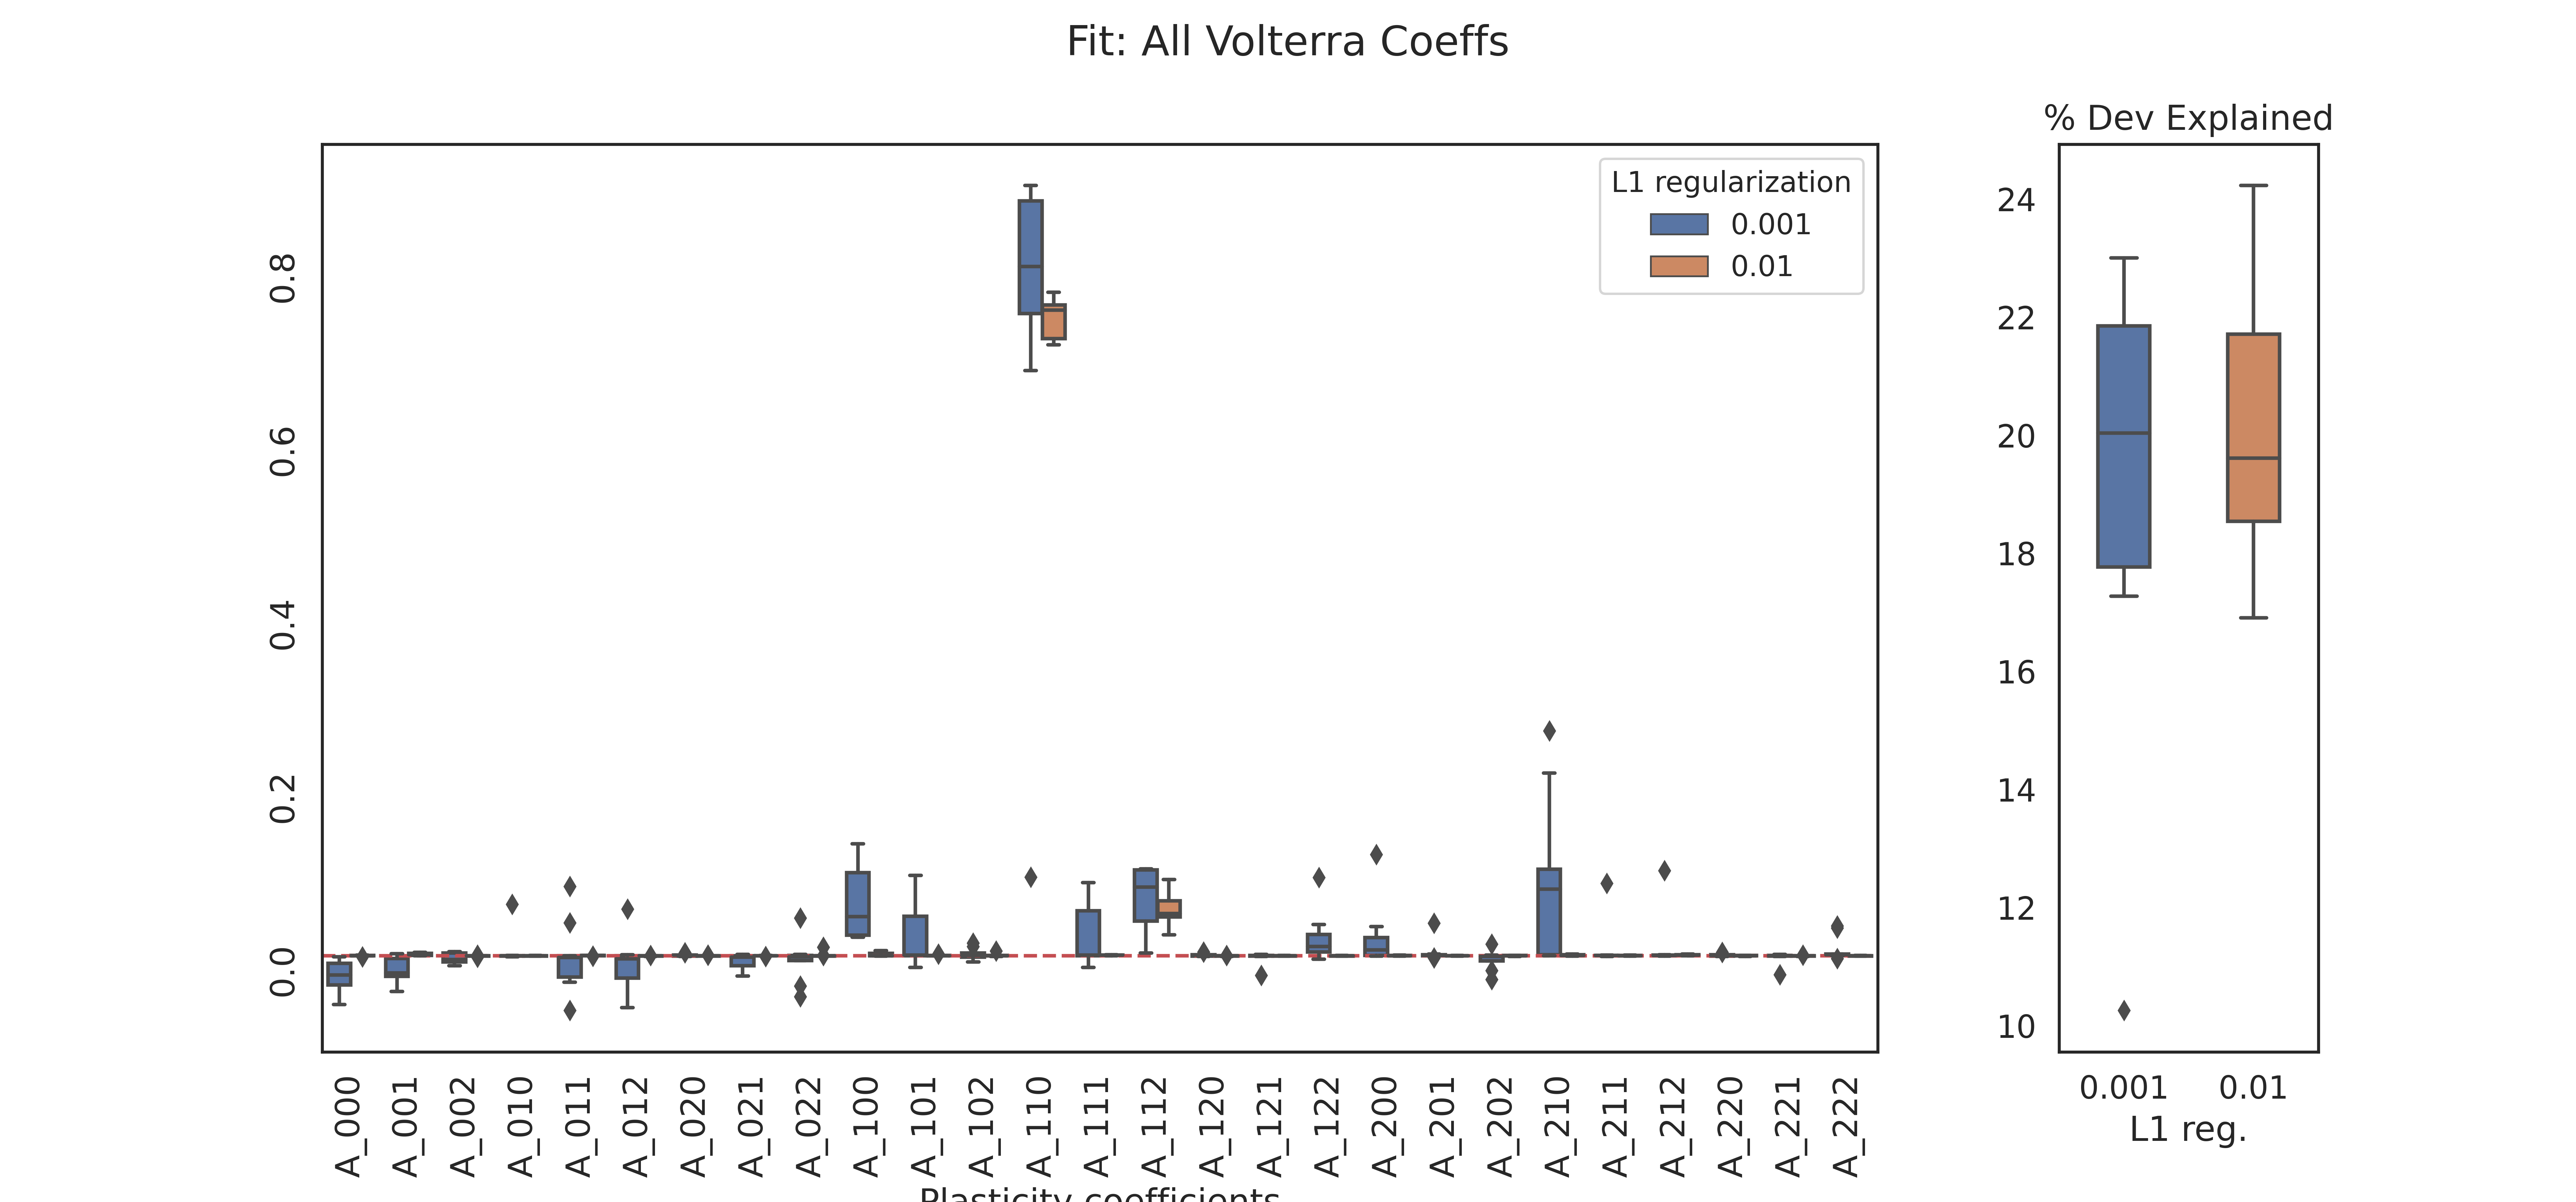 Fit: All Volterra Coeffs
% Dev Explained
L1 regularization
0.001
0.01
0.8
0.6
0.4
0.2
0.0
24
22
20
18
16
14
12
10
A_000
A_001
A_002
A_010
A_011
A_012
A_020
A_021
A_022
A_100
A_101
A_102
A_110
A_111
A_112
A_120
A_121
A_122
A_200
A_201
A_202
A_210
A_211
A_212
A_220
A_221
A_222
Plasticity coefficients
0.001 0.01
L1 reg.